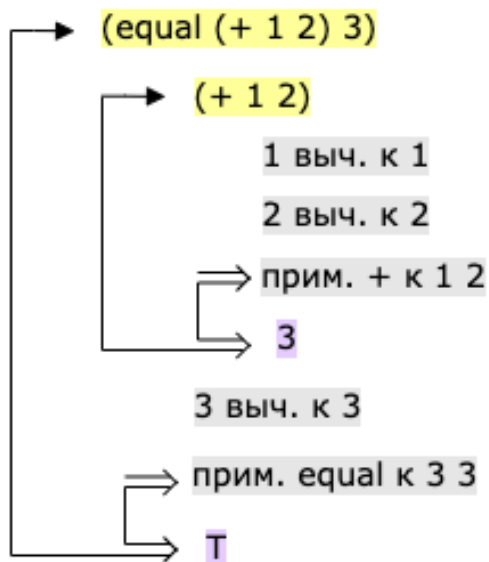 (equal (+ 1 2) 3)
(+ 1 2)
1 выч. к 1
2 выч. к 2
прим. + к 1 2
3
3 выч. к 3
прим. equal к 3 3
T